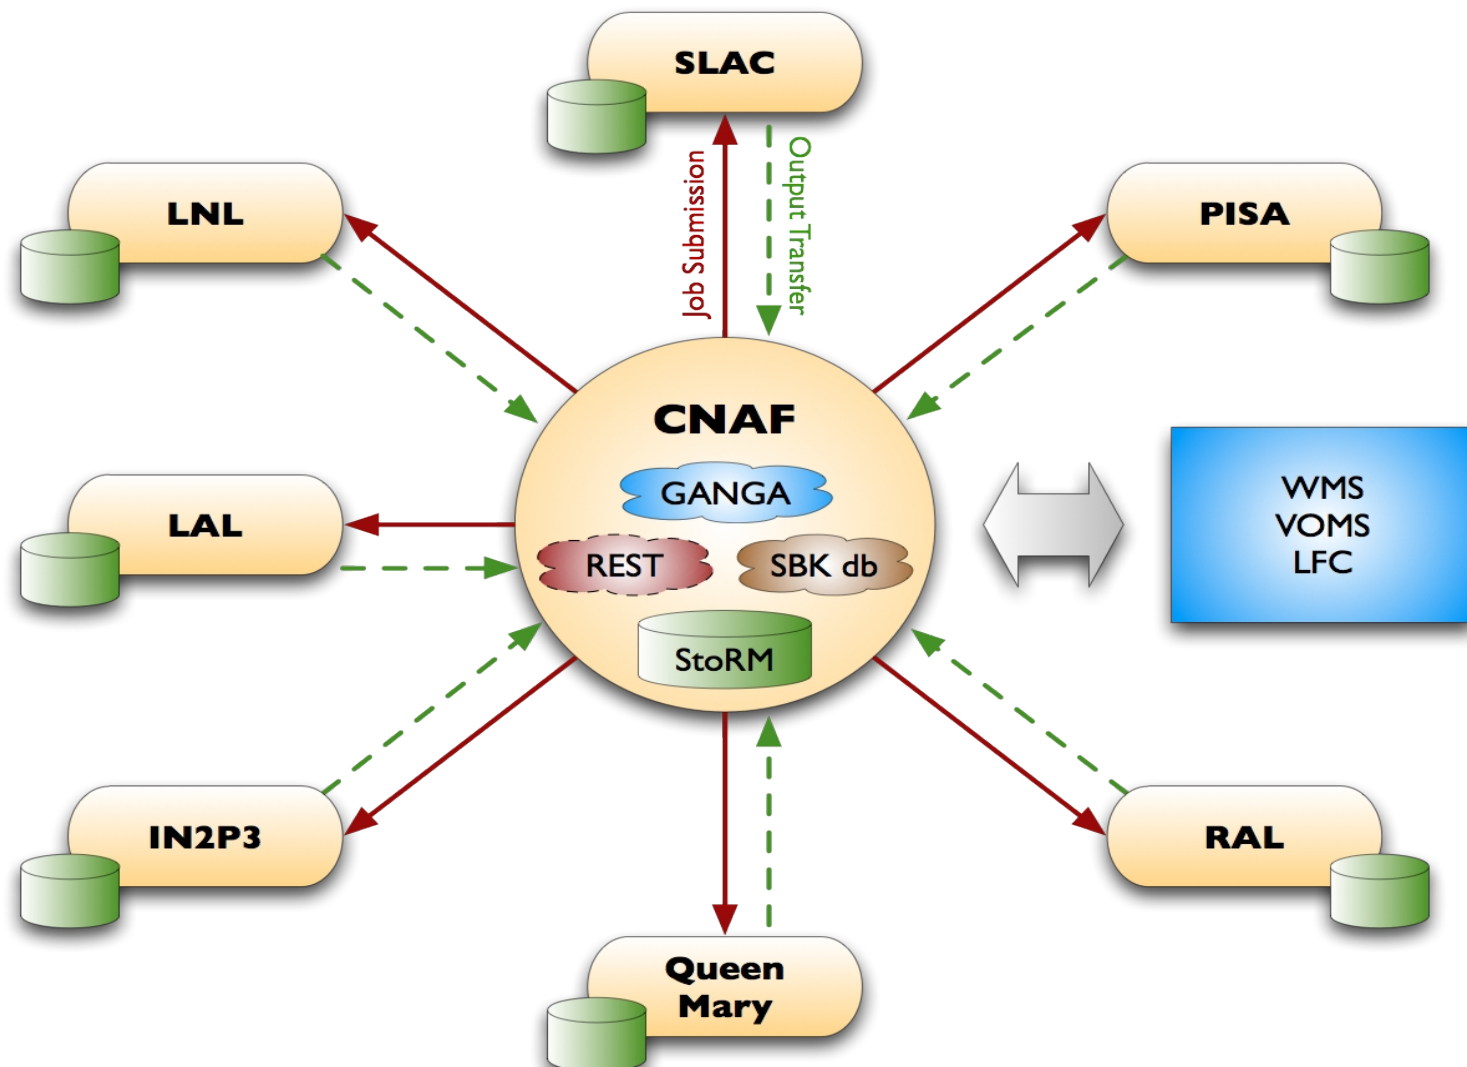 SLAC
LNL
PISA
Job Submission
Output Transfer
CNAF
GANGA
LAL
REST
SBK db
StoRM
WMS
VOMS
LFC
IN2P3
RAL
Queen
Mary